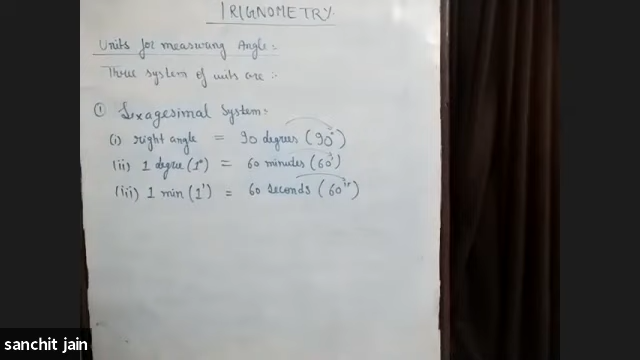 TRIGNOMETRY.
Units for measuring Angle :-
Three system of units are :-
① Sexagesimal System :-
(i) right angle = 90 degrees (90°)
(ii) 1 degree (1°) = 60 minutes (60')
(iii) 1 min (1') = 60 seconds (60'')
sanchit jain